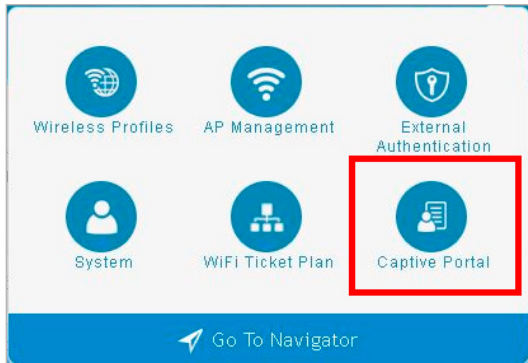 Wireless Profiles
AP Management
External
Authentication
System
WiFi Ticket Plan
Captive Portal
Go To Navigator